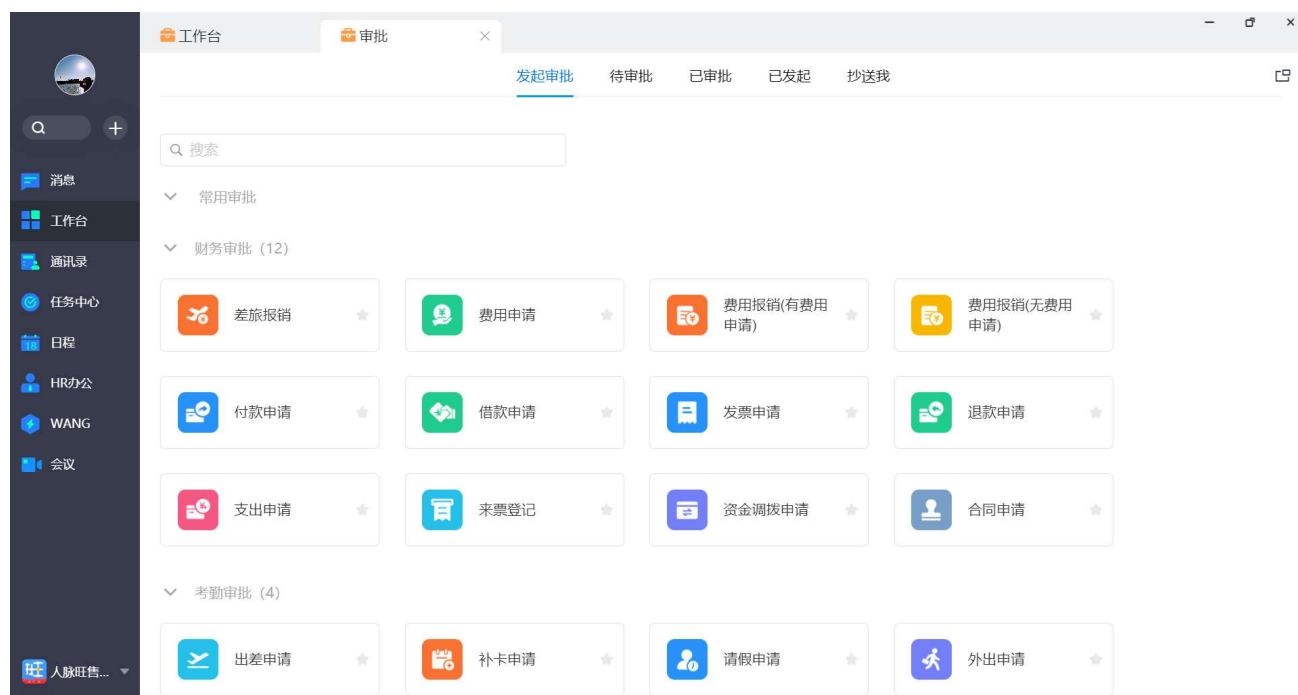 工作台
审批
发起审批
待审批
已审批
已发起
抄送我
搜索
消息
工作台
通讯录
任务中心
18
日程
HR办公
WANG
会议
人脉旺售...
常用审批
财务审批 (12)
差旅报销
费用申请
费用报销(有费用
申请)
费用报销(无费用
申请)
付款申请
借款申请
发票申请
退款申请
支出申请
来票登记
资金调拨申请
合同申请
考勤审批 (4)
出差申请
补卡申请
请假申请
外出申请